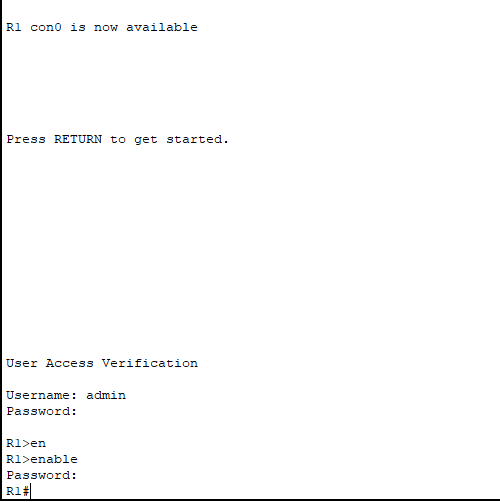 R1 con0 is now available
Press RETURN to get started.
User Access Verification
Username: admin
Password:
R1>en
R1>enable
Password:
R1#